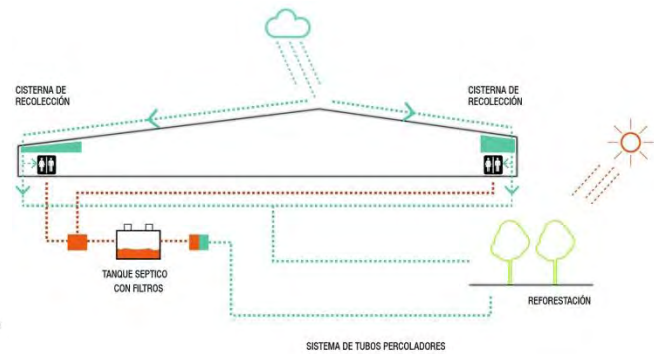 CISTERNA DE
RECOLECCIÓN
CISTERNA DE
RECOLECCIÓN
TANQUE SEPTICO
CON FILTROS
REFORESTACIÓN
SISTEMA DE TUBOS PERCOLADORES